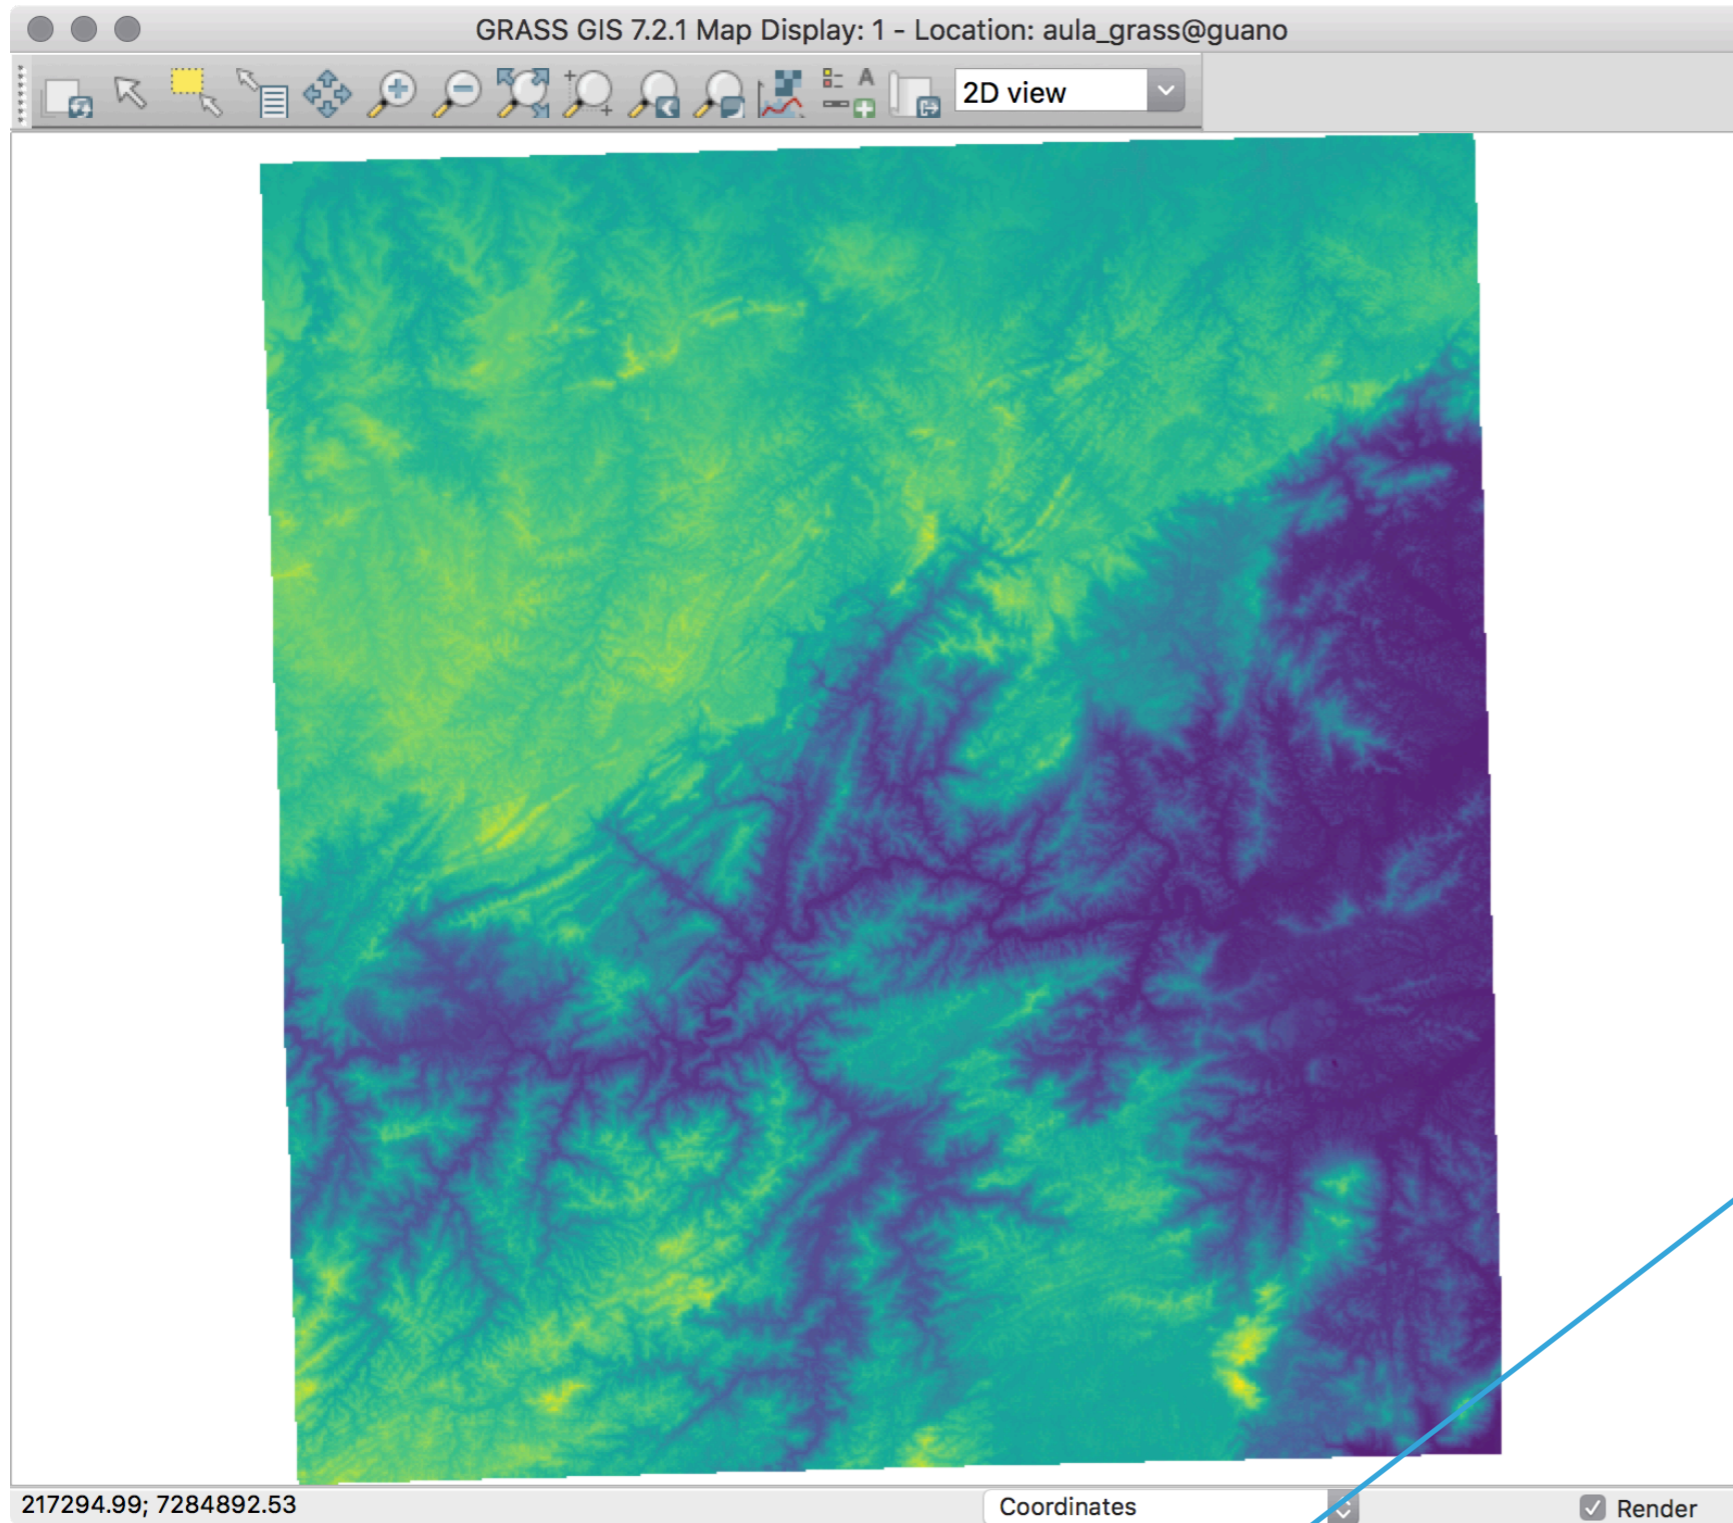 GRASS GIS 7.2.1 Map Display: 1 - Location: aula_grass@guano
2D view
217294.99; 7284892.53
Coordinates
Render